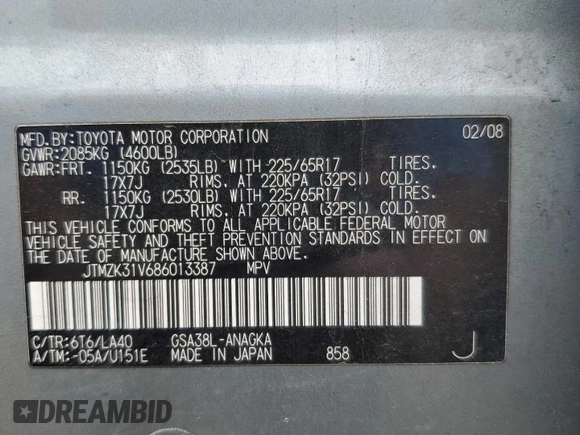 MFD.BY:TOYOTA MOTOR CORPORATION 02/08
GVWR:2085KG (4600LB)
GAWR:FRT. 1150KG (2535LB) WITH 225/65R17 TIRES.
17X7J RIMS. AT 220KPA (32PSI) COLD.
RR. 1150KG (2530LB) WITH 225/65R17 TIRES.
17X7J RIMS. AT 220KPA (32PSI) COLD.
THIS VEHICLE CONFORMS TO ALL APPLICABLE FEDERAL MOTOR
VEHICLE SAFETY AND THEFT PREVENTION STANDARDS IN EFFECT ON
THE DATE OF MANUFACTURE SHOWN ABOVE.
JTMZK31V686013387 MPV
C/TR:6T6/LA40 GSA38L-ANAGKA
A/TM:-05A/U151E MADE IN JAPAN 858 J
DREAMBID